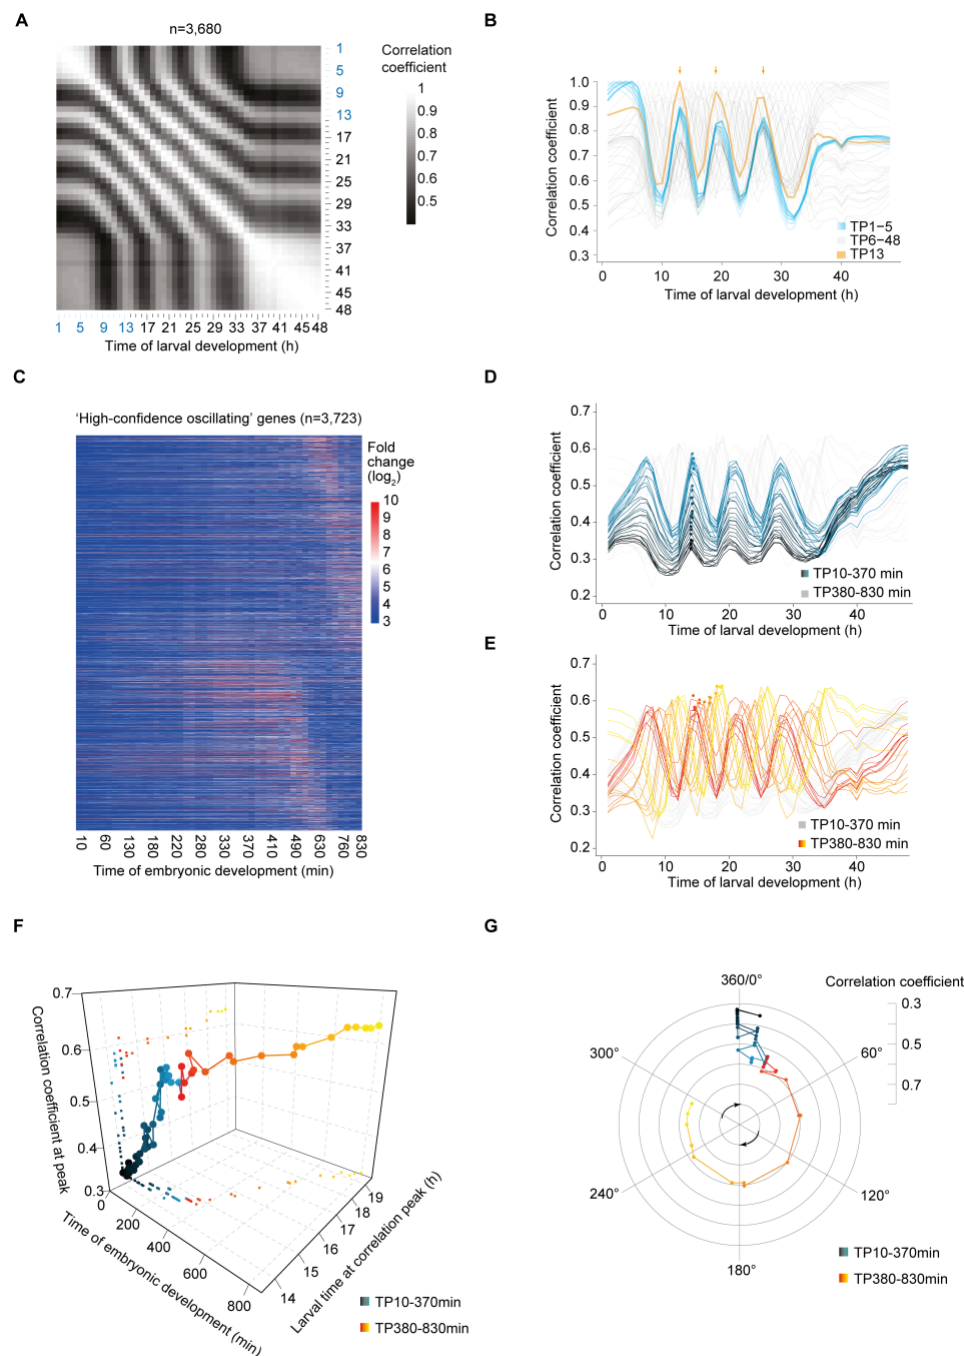 A
n=3,680
1
5
9
13
17
21
25
29
33
37
41
45
48
1 5 9 13 17 21 25 29 33 37 41 45 48
Time of larval development (h)
Correlation
coefficient
1
0.9
0.8
0.7
0.6
0.5
B
Correlation coefficient
1.0
0.9
0.8
0.7
0.6
0.5
0.4
0.3
0 10 20 30 40
Time of larval development (h)
TP1–5
TP6–48
TP13
C
'High-confidence oscillating' genes (n=3,723)
Fold
change
(log2)
10
9
8
7
6
5
4
3
10 60 130 180 220 280 330 410 490 630 760 830
Time of embryonic development (min)
D
Correlation coefficient
0.7
0.6
0.5
0.4
0.3
0.2
0 10 20 30 40
Time of larval development (h)
TP10-370 min
TP380-830 min
E
Correlation coefficient
0.7
0.6
0.5
0.4
0.3
0.2
0 10 20 30 40
Time of larval development (h)
TP10-370 min
TP380-830 min
F
Correlation coefficient at peak
0.7
0.6
0.5
0.4
0.3
0
200
400
600
800
Time of embryonic development (min)
14
15
16
17
18
19
Larval time at correlation peak (h)
TP10-370min
TP380-830min
G
360/0°
60°
120°
180°
240°
300°
Correlation coefficient
0.3
0.5
0.7
TP10-370min
TP380-830min